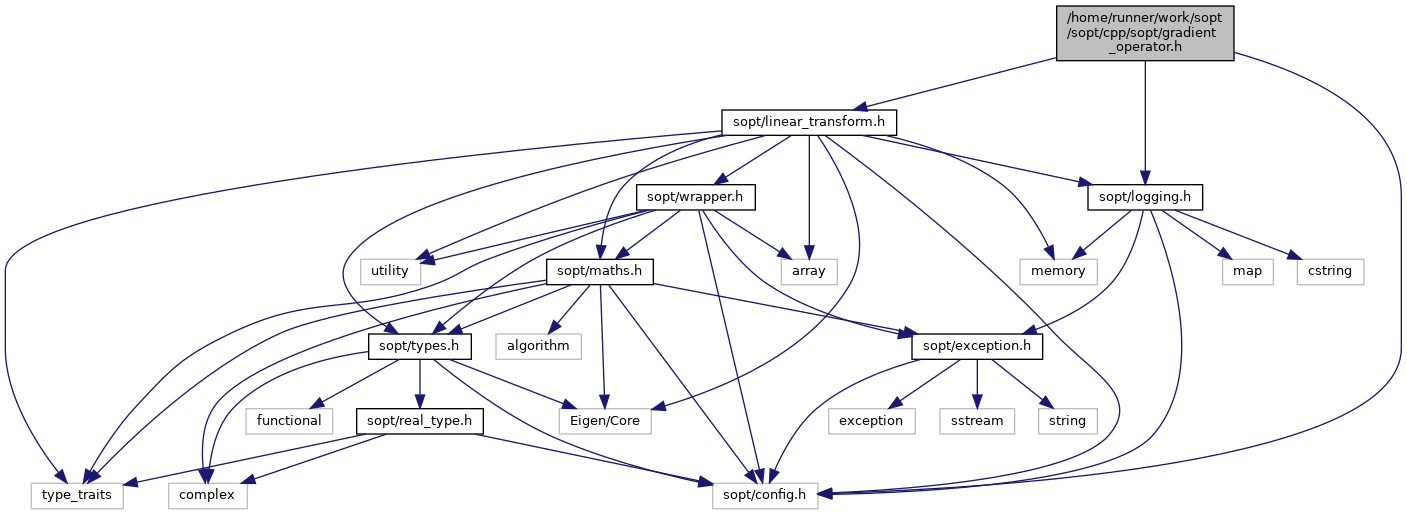 /home/runner/work/sopt
/sopt/cpp/sopt/gradient
_operator.h
sopt/linear_transform.h
sopt/wrapper.h
sopt/logging.h
utility
sopt/maths.h
array
memory
map
cstring
sopt/types.h
algorithm
sopt/exception.h
functional
sopt/real_type.h
Eigen/Core
exception
sstream
string
type_traits
complex
sopt/config.h